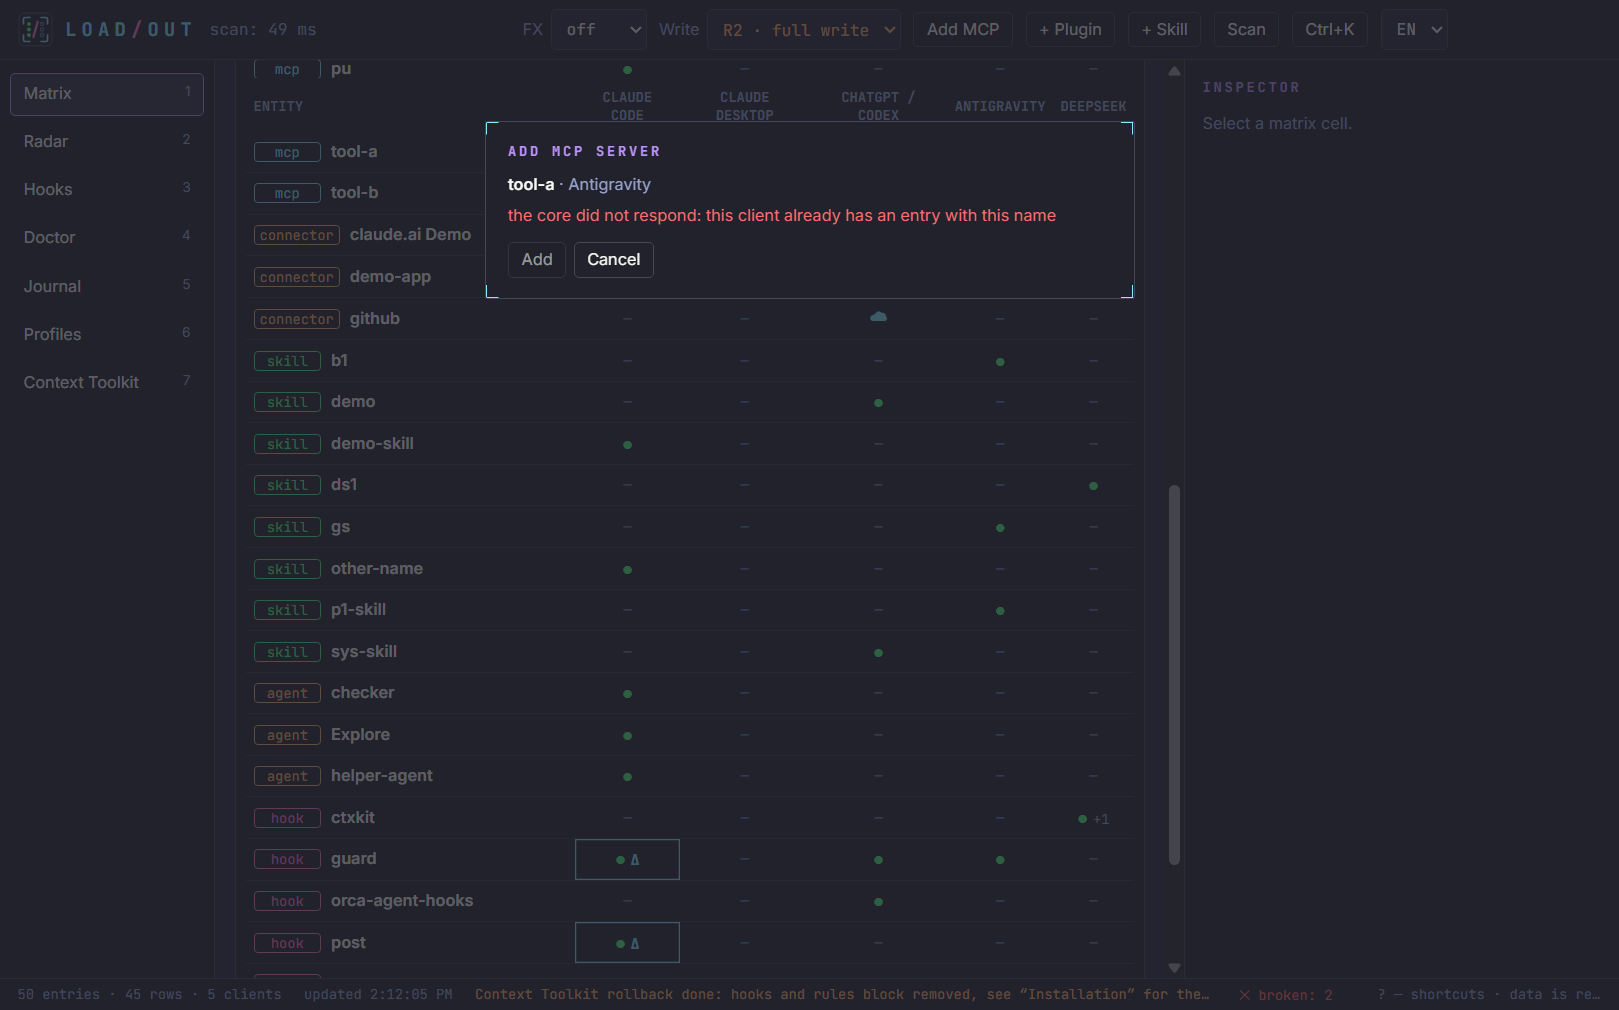 LOAD/OUT scan: 49 ms FX off Write R2 · full write Add MCP + Plugin + Skill Scan Ctrl+K EN
Matrix 1
Radar 2
Hooks 3
Doctor 4
Journal 5
Profiles 6
Context Toolkit 7
mcp pu — — — —
ENTITY CLAUDE CODE CLAUDE DESKTOP CHATGPT / CODEX ANTIGRAVITY DEEPSEEK
mcp tool-a
mcp tool-b
connector claude.ai Demo
connector demo-app
connector github — — — —
skill b1 — — — —
skill demo — — — —
skill demo-skill — — — —
skill ds1 — — — —
skill gs — — — —
skill other-name — — — —
skill p1-skill — — — —
skill sys-skill — — — —
agent checker — — — —
agent Explore — — — —
agent helper-agent — — — —
hook ctxkit — — — — +1
hook guard Δ — —
hook orca-agent-hooks — — — —
hook post Δ — — — —
ADD MCP SERVER
tool-a · Antigravity
the core did not respond: this client already has an entry with this name
Add Cancel
INSPECTOR
Select a matrix cell.
50 entries · 45 rows · 5 clients updated 2:12:05 PM Context Toolkit rollback done: hooks and rules block removed, see “Installation” for the… × broken: 2 ? — shortcuts · data is re…